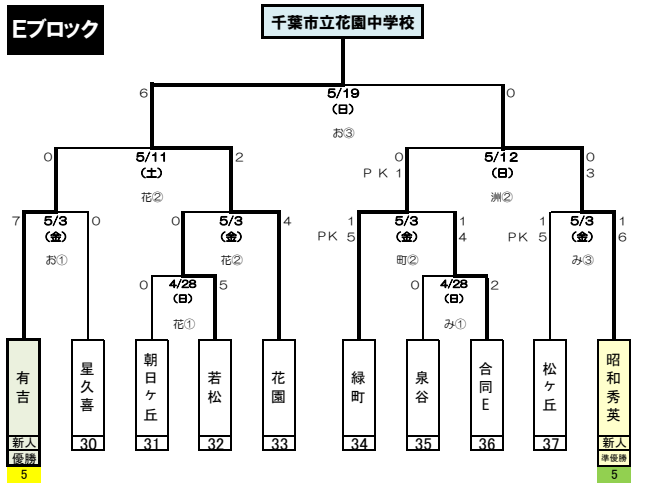 Eブロック
千葉市立花園中学校
6 5/19 0
(日)
お③
0 5/11 2
(土)
花②
0 5/12 0
PK 1 (日) 3
洲②
7 5/3 0
(金)
お①
0 5/3 4
(金)
花②
1 5/3 1
PK 5 (金) 4
町②
1 5/3 1
PK 5 (金) 6
み③
0 4/28 5
(日)
花①
0 4/28 2
(日)
み①
有吉
星久喜
朝日ヶ丘
若松
花園
緑町
泉谷
合同E
松ヶ丘
昭和秀英
新人 30 31 32 33 34 35 36 37 新人
優勝 準優勝
5 5